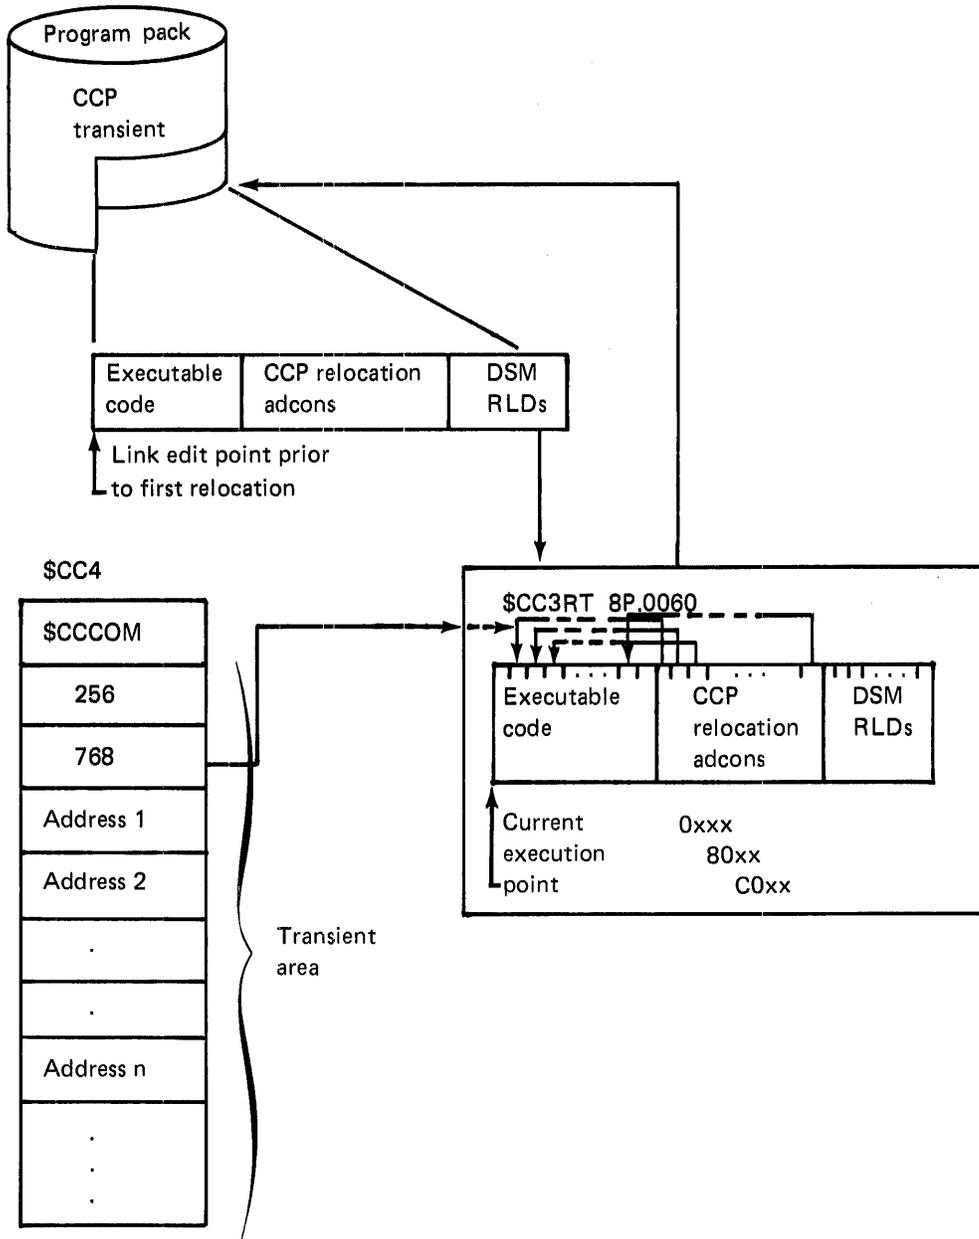 Program pack
CCP
transient
Executable
code
CCP relocation
adcons
DSM
RLDs
Link edit point prior
to first relocation
$CC4
$CCCOM
256
768
Address 1
Address 2
.
.
Address n
.
.
.
Transient
area
$CC3RT 8P,0060
Executable
code
CCP
relocation
adcons
DSM
RLDs
Current
execution
point
0xxx
80xx
C0xx